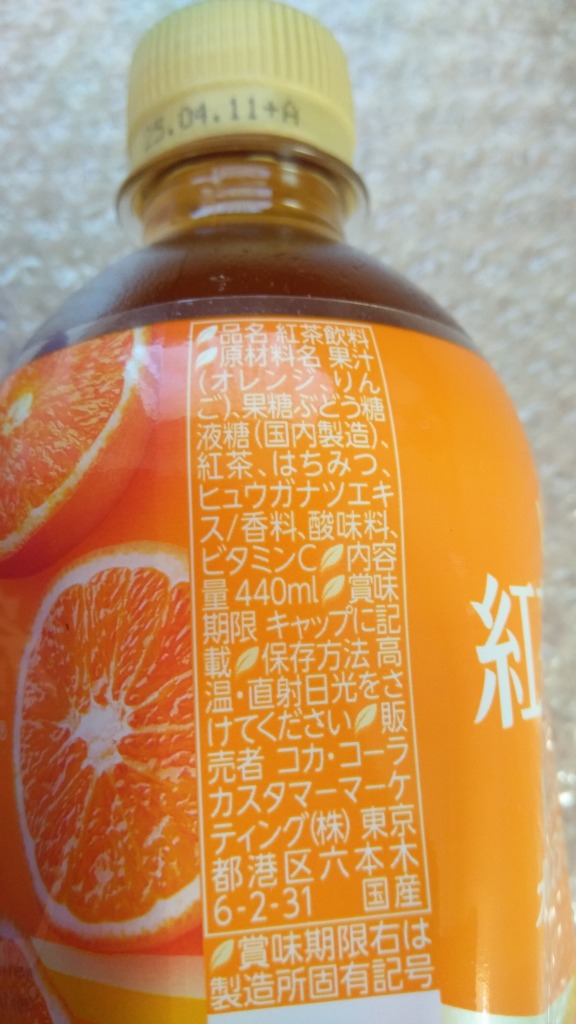 25.04.11+A
品名 紅茶飲料
原材料名 果汁
(オレンジ、りん
ご)、果糖ぶどう糖
液糖(国内製造)、
紅茶、はちみつ、
ヒュウガナツエキ
ス/香料、酸味料、
ビタミンC 内容
量 440ml 賞味
期限 キャップに記
載 保存方法 高
温・直射日光をさ
けてください 販
売者 コカ・コーラ
カスタマーマーケ
ティング(株) 東京
都港区六本木
6-2-31 国産
賞味期限右は
製造所固有記号
紅